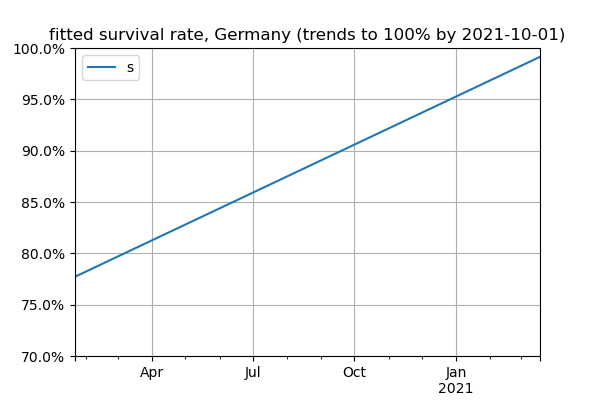 fitted survival rate, Germany (trends to 100% by 2021-10-01)
100.0%
s
95.0%
90.0%
85.0%
80.0%
75.0%
70.0%
Apr
Jul
Oct
Jan
2021